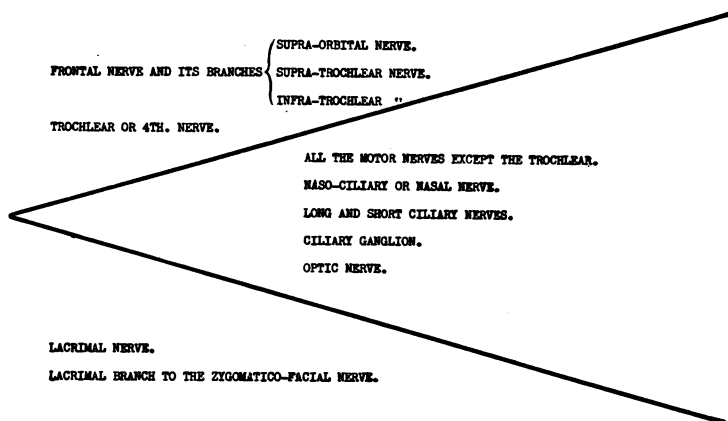 SUPRA-ORBITAL NERVE.
FRONTAL NERVE AND ITS BRANCHES SUPRA-TROCHLEAR NERVE.
INFRA-TROCHLEAR "
TROCHLEAR OR 4TH. NERVE.
ALL THE MOTOR NERVES EXCEPT THE TROCHLEAR.
NASO-CILIARY OR NASAL NERVE.
LONG AND SHORT CILIARY NERVES.
CILIARY GANGLION.
OPTIC NERVE.
LACRIMAL NERVE.
LACRIMAL BRANCH TO THE ZYGOMATICO-FACIAL NERVE.